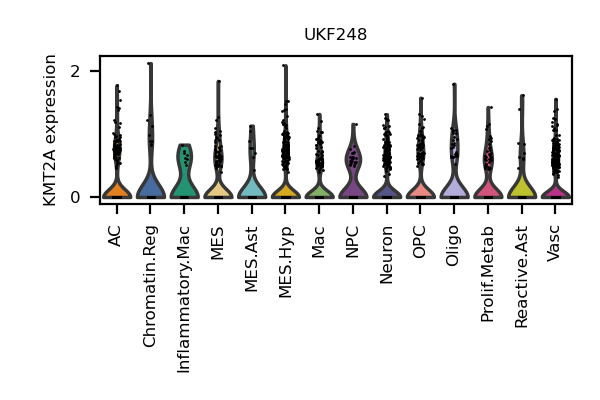 UKF248
KMT2A expression
2
0
AC
Chromatin.Reg
Inflammatory.Mac
MES
MES.Ast
MES.Hyp
Mac
NPC
Neuron
OPC
Oligo
Prolif.Metab
Reactive.Ast
Vasc